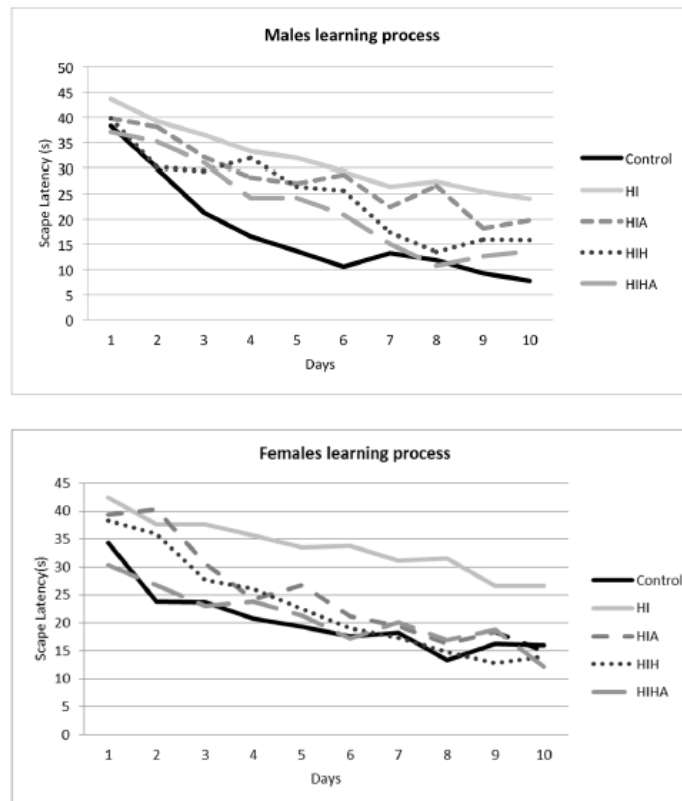 Males learning process
50
45
40
35
30
25
20
15
10
5
0
Scape Latency (s)
1 2 3 4 5 6 7 8 9 10
Days
Control
HI
HIA
HIH
HIHA
Females learning process
45
40
35
30
25
20
15
10
5
0
Scape Latency(s)
1 2 3 4 5 6 7 8 9 10
Days
Control
HI
HIA
HIH
HIHA